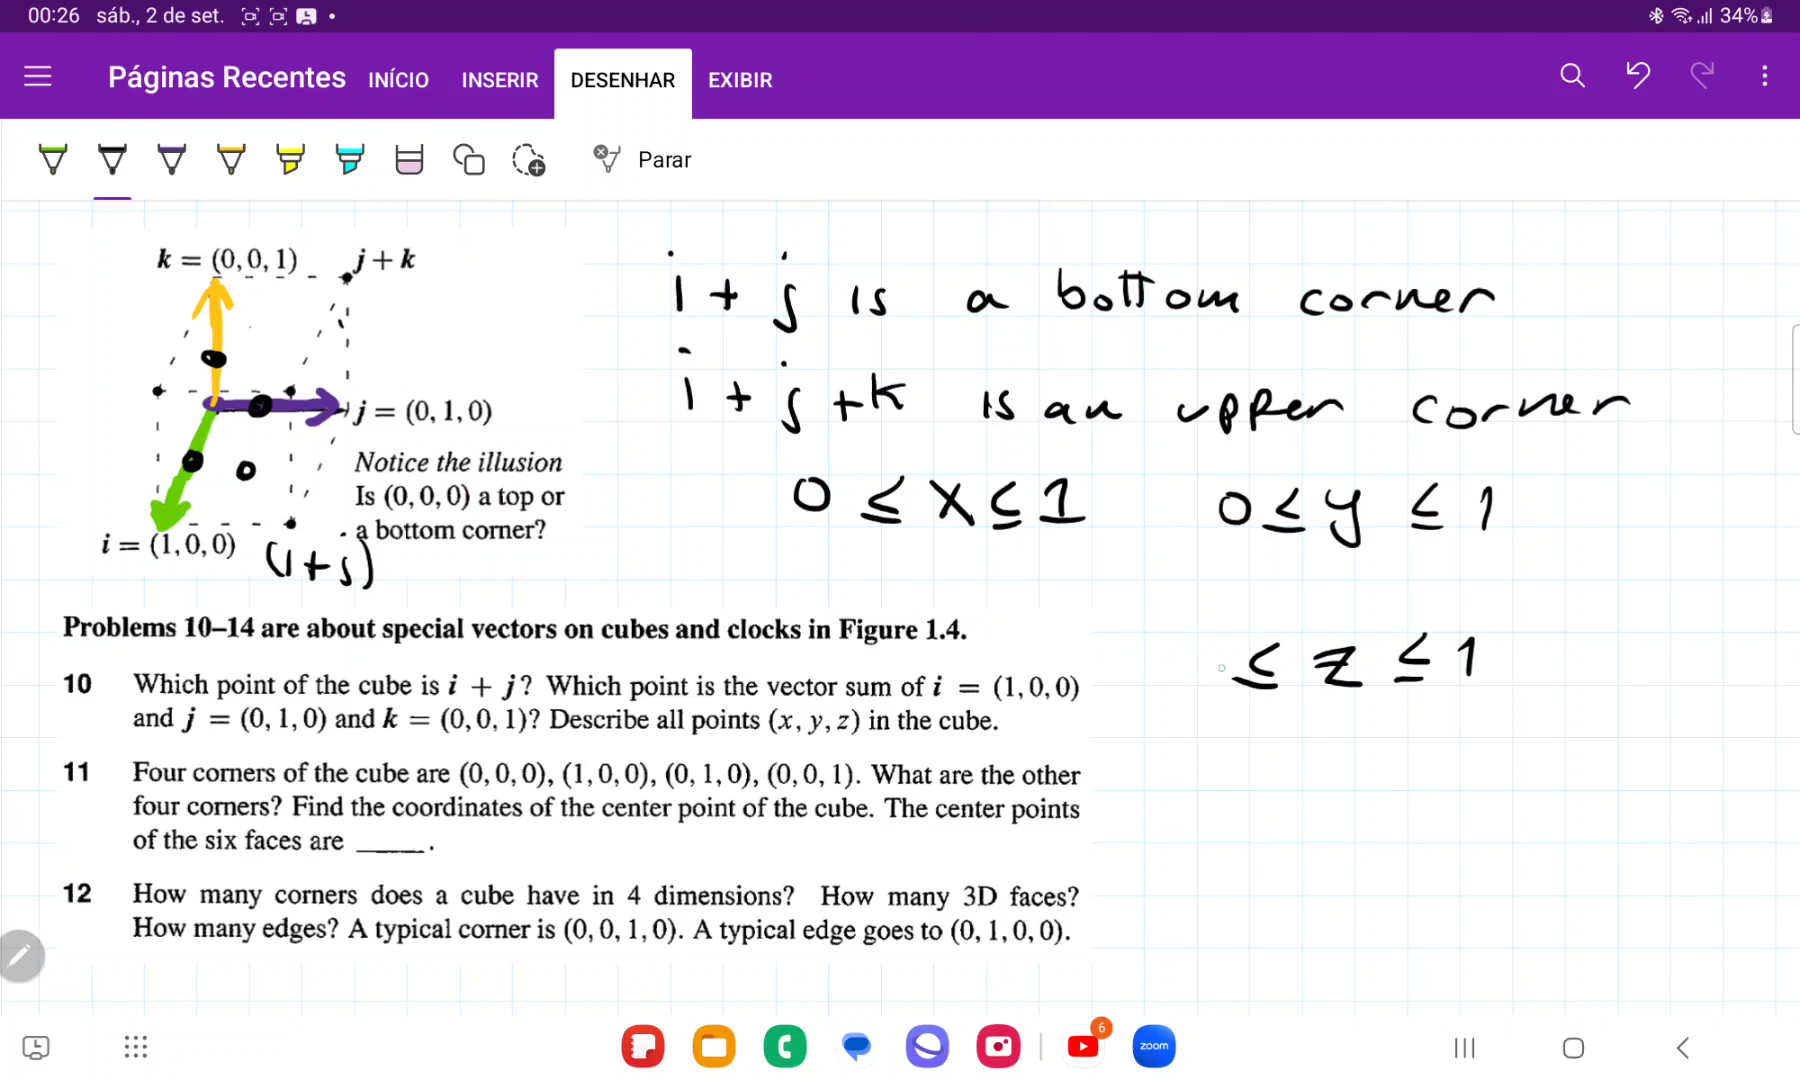 00:26 sáb., 2 de set.
34%
Páginas Recentes INÍCIO INSERIR DESENHAR EXIBIR
Parar
k = (0, 0, 1) j + k
j = (0, 1, 0)
Notice the illusion
Is (0, 0, 0) a top or
a bottom corner?
i = (1, 0, 0)
(i+j)
i + j is a bottom corner
i + j + k is an upper corner
0 ≤ x ≤ 1 0 ≤ y ≤ 1
≤ z ≤ 1
Problems 10–14 are about special vectors on cubes and clocks in Figure 1.4.
10 Which point of the cube is i + j? Which point is the vector sum of i = (1, 0, 0)
and j = (0, 1, 0) and k = (0, 0, 1)? Describe all points (x, y, z) in the cube.
11 Four corners of the cube are (0, 0, 0), (1, 0, 0), (0, 1, 0), (0, 0, 1). What are the other
four corners? Find the coordinates of the center point of the cube. The center points
of the six faces are _____.
12 How many corners does a cube have in 4 dimensions? How many 3D faces?
How many edges? A typical corner is (0, 0, 1, 0). A typical edge goes to (0, 1, 0, 0).
6
zoom